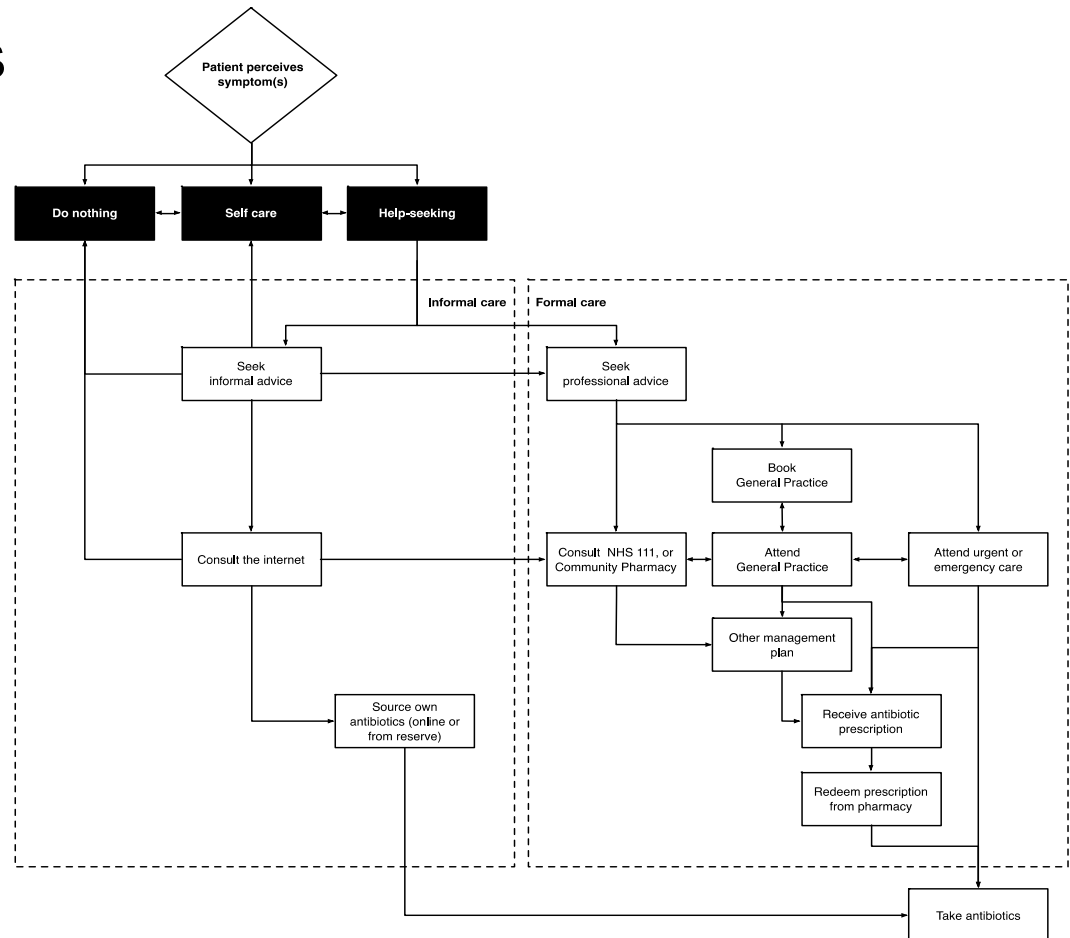 s
Patient perceives
symptom(s)
Do nothing
Self care
Help-seeking
Informal care
Formal care
Seek
informal advice
Seek
professional advice
Book
General Practice
Consult the internet
Consult NHS 111, or
Community Pharmacy
Attend
General Practice
Attend urgent or
emergency care
Other management
plan
Source own
antibiotics (online or
from reserve)
Receive antibiotic
prescription
Redeem prescription
from pharmacy
Take antibiotics